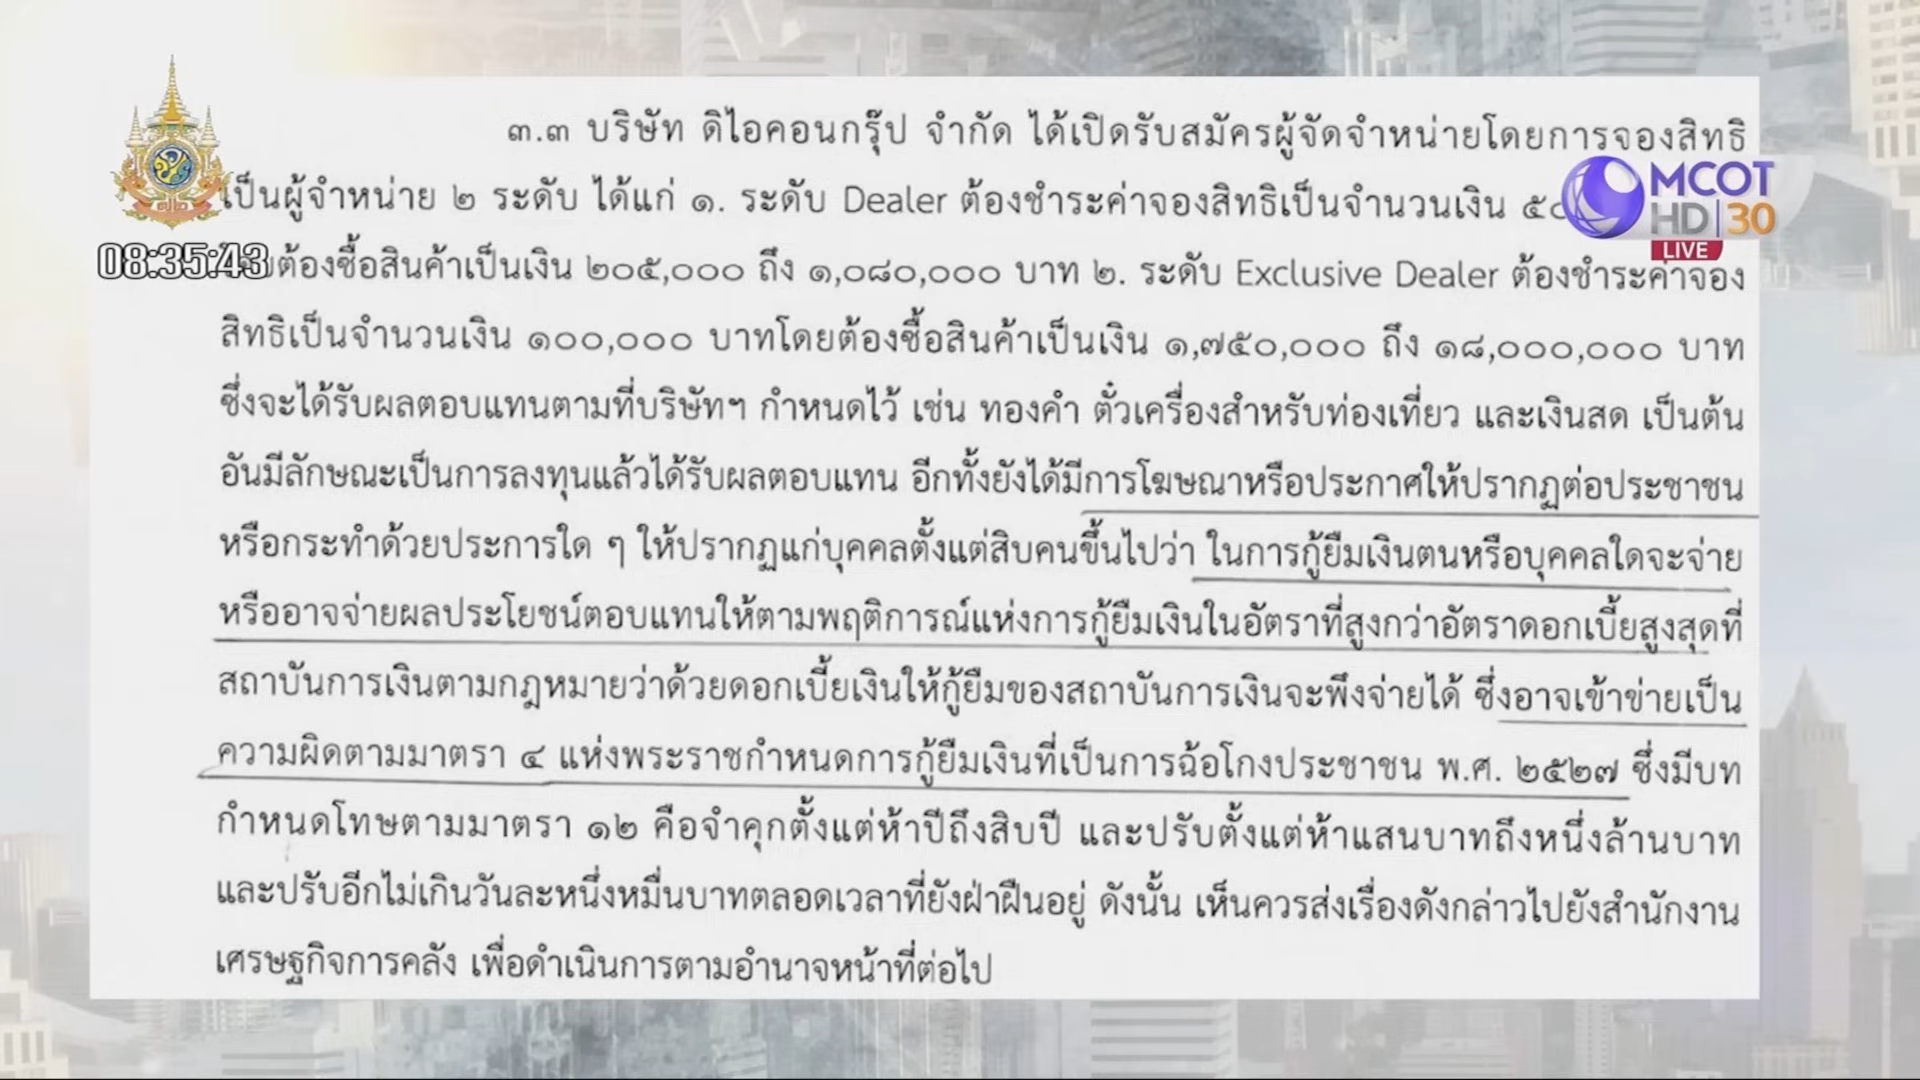 ๓.๓ บริษัท ดิไอคอนกรุ๊ป จำกัด ได้เปิดรับสมัครผู้จัดจำหน่ายโดยการจองสิทธิ
เป็นผู้จำหน่าย ๒ ระดับ ได้แก่ ๑. ระดับ Dealer ต้องชำระค่าจองสิทธิเป็นจำนวนเงิน
MCOT
HD 30
LIVE
08:35:43
ต้องซื้อสินค้าเป็นเงิน ๒๐๕,๐๐๐ ถึง ๑,๐๘๐,๐๐๐ บาท ๒. ระดับ Exclusive Dealer ต้องชำระค่าจอง
สิทธิเป็นจำนวนเงิน ๑๐๐,๐๐๐ บาทโดยต้องซื้อสินค้าเป็นเงิน ๑,๗๕๐,๐๐๐ ถึง ๑๘,๐๐๐,๐๐๐ บาท
ซึ่งจะได้รับผลตอบแทนตามที่บริษัทฯ กำหนดไว้ เช่น ทองคำ ตั๋วเครื่องสำหรับท่องเที่ยว และเงินสด เป็นต้น
อันมีลักษณะเป็นการลงทุนแล้วได้รับผลตอบแทน อีกทั้งยังได้มีการโฆษณาหรือประกาศให้ปรากฏต่อประชาชน
หรือกระทำด้วยประการใด ๆ ให้ปรากฏแก่บุคคลตั้งแต่สิบคนขึ้นไปว่า ในการกู้ยืมเงินตนหรือบุคคลใดจะจ่าย
หรืออาจจ่ายผลประโยชน์ตอบแทนให้ตามพฤติการณ์แห่งการกู้ยืมเงินในอัตราที่สูงกว่าอัตราดอกเบี้ยสูงสุดที่
สถาบันการเงินตามกฎหมายว่าด้วยดอกเบี้ยเงินให้กู้ยืมของสถาบันการเงินจะพึงจ่ายได้ ซึ่งอาจเข้าข่ายเป็น
ความผิดตามมาตรา ๔ แห่งพระราชกำหนดการกู้ยืมเงินที่เป็นการฉ้อโกงประชาชน พ.ศ. ๒๕๒๗ ซึ่งมีบท
กำหนดโทษตามมาตรา ๑๒ คือจำคุกตั้งแต่ห้าปีถึงสิบปี และปรับตั้งแต่ห้าแสนบาทถึงหนึ่งล้านบาท
และปรับอีกไม่เกินวันละหนึ่งหมื่นบาทตลอดเวลาที่ยังฝ่าฝืนอยู่ ดังนั้น เห็นควรส่งเรื่องดังกล่าวไปยังสำนักงาน
เศรษฐกิจการคลัง เพื่อดำเนินการตามอำนาจหน้าที่ต่อไป